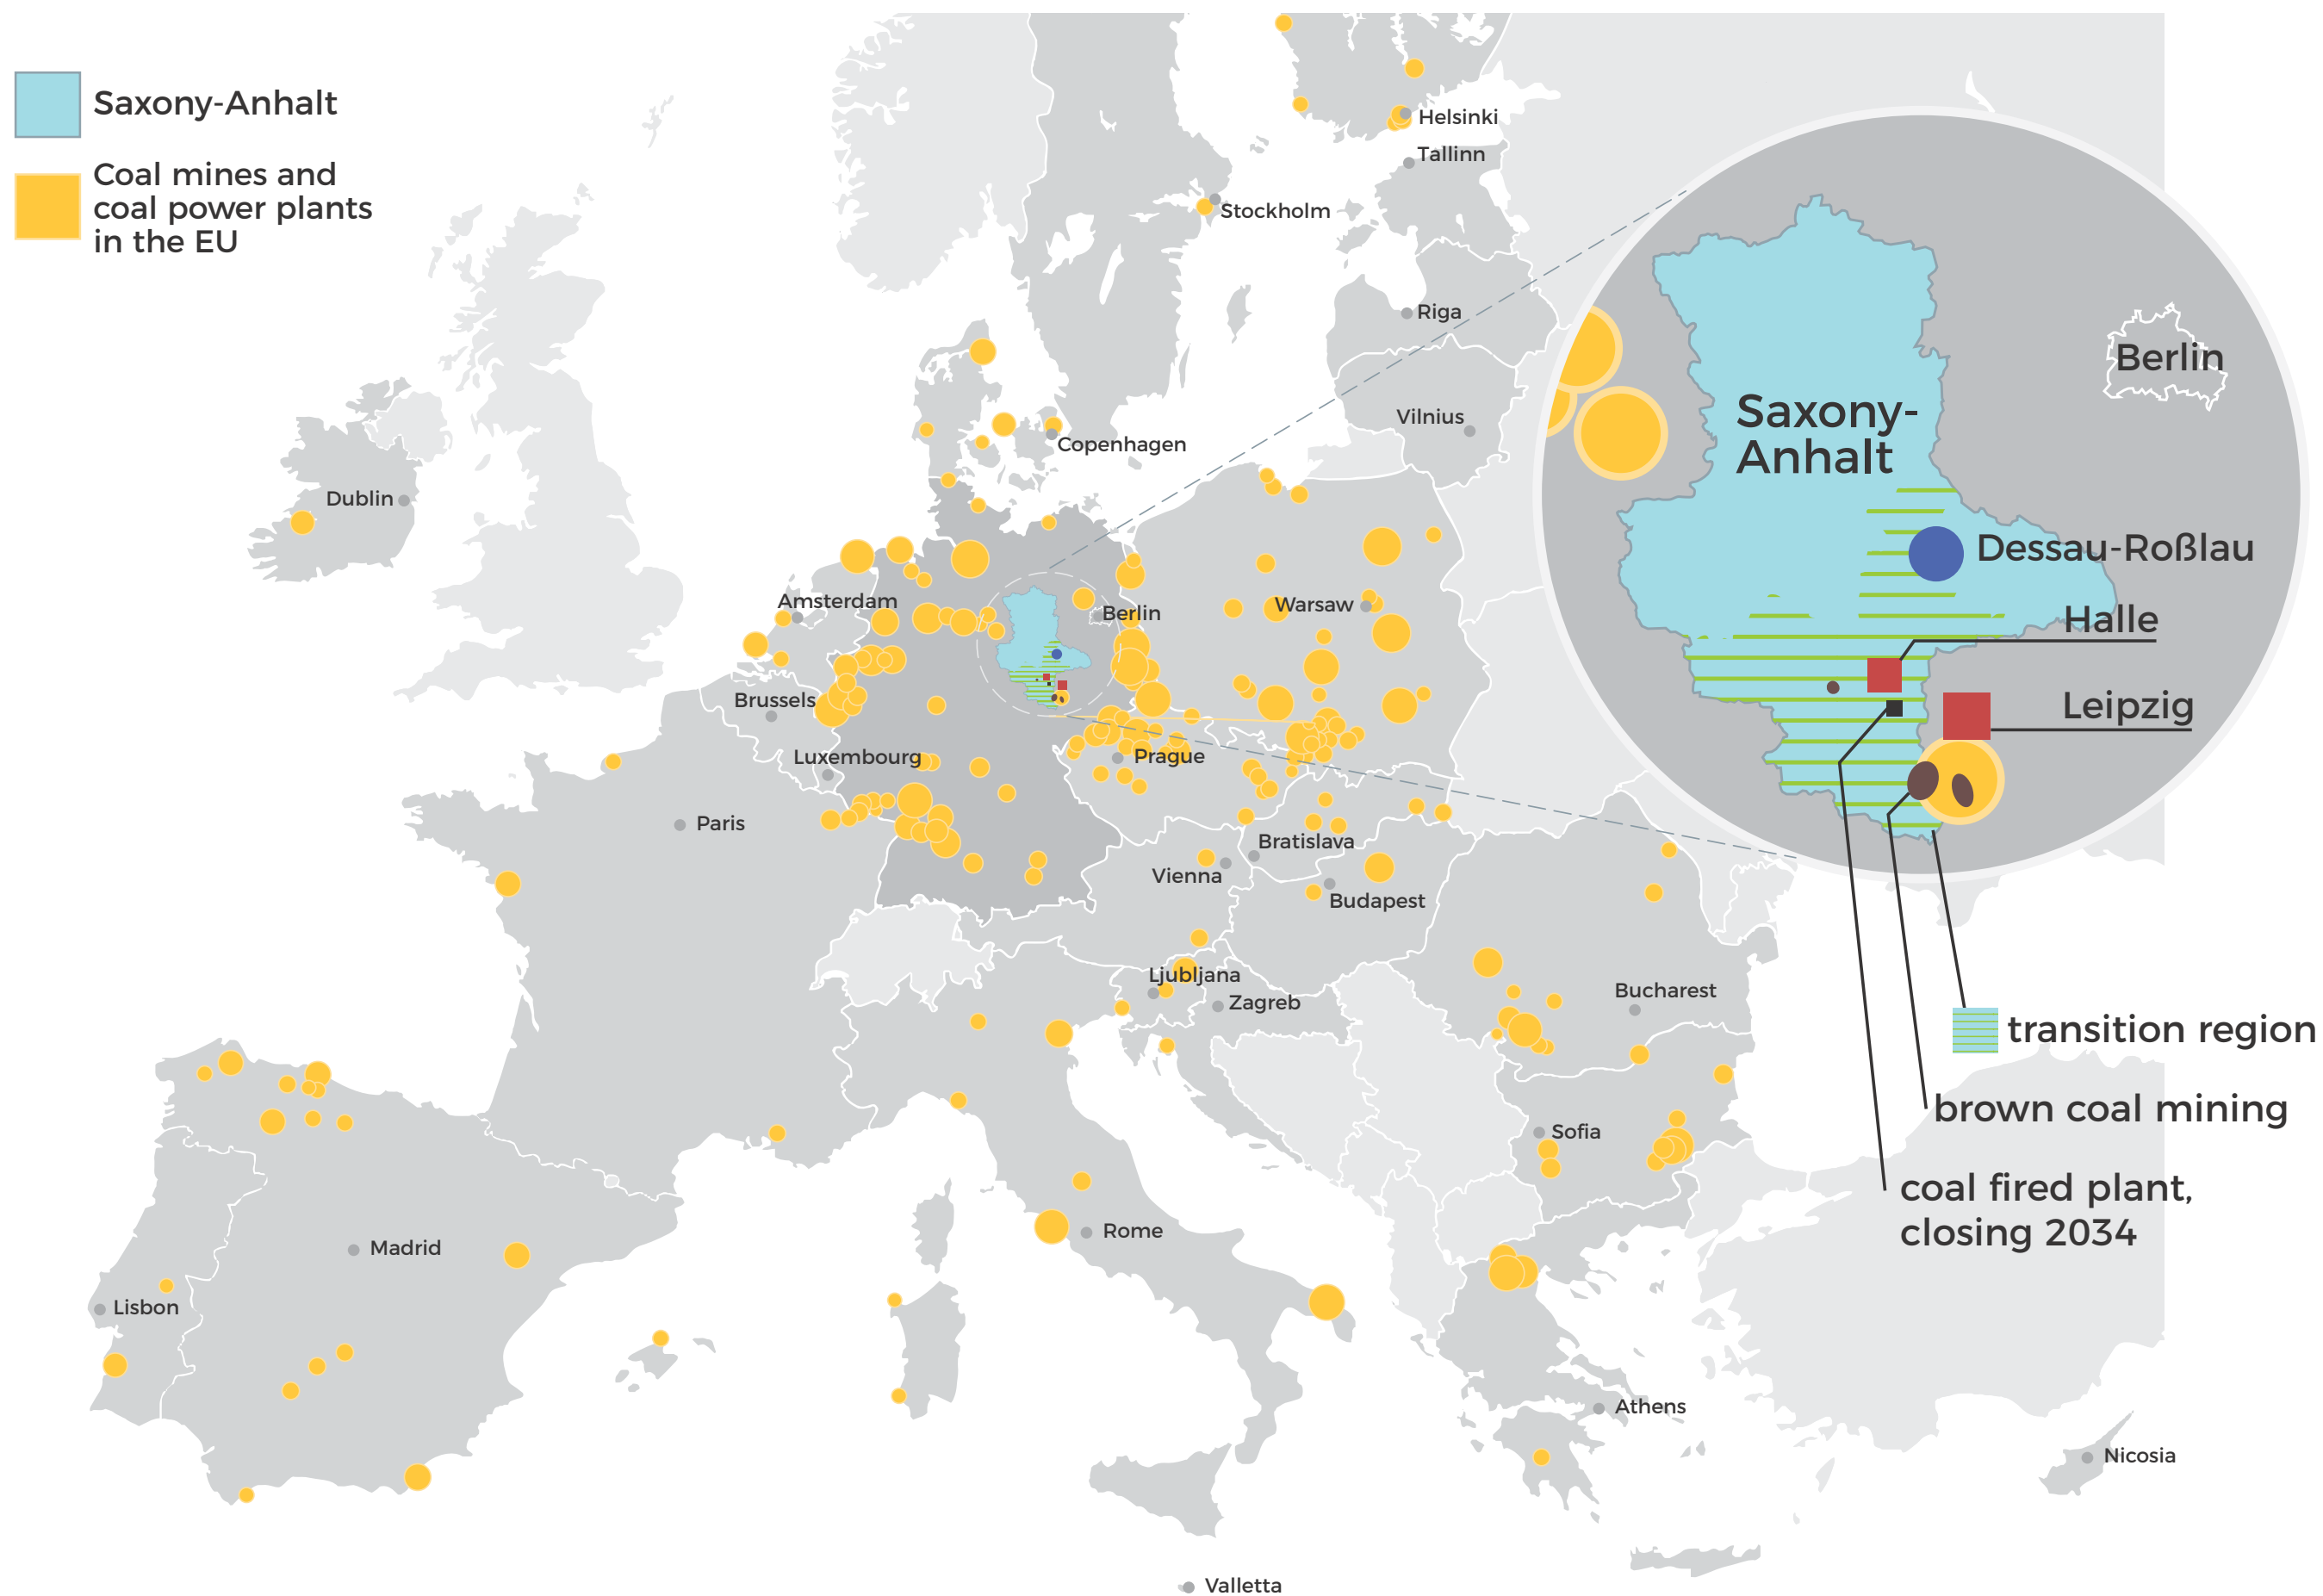 Saxony-Anhalt
Coal mines and
coal power plants
in the EU
Helsinki
Tallinn
Stockholm
Riga
Vilnius
Copenhagen
Dublin
Amsterdam
Berlin
Warsaw
Brussels
Luxembourg
Prague
Paris
Bratislava
Vienna
Budapest
Ljubljana
Zagreb
Bucharest
Sofia
Madrid
Rome
Lisbon
Athens
Nicosia
Valletta
Berlin
Saxony-
Anhalt
Dessau-Roßlau
Halle
Leipzig
transition region
brown coal mining
coal fired plant,
closing 2034